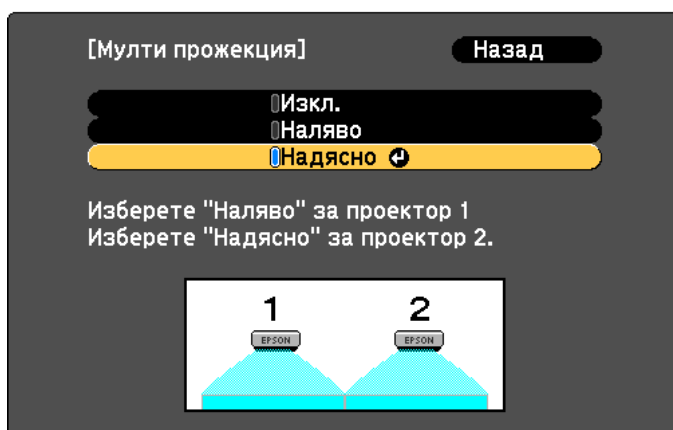 [Мулти прожекция]
Назад
Изкл.
Наляво
Надясно
Изберете "Наляво" за проектор 1
Изберете "Надясно" за проектор 2.
1 2
EPSON EPSON